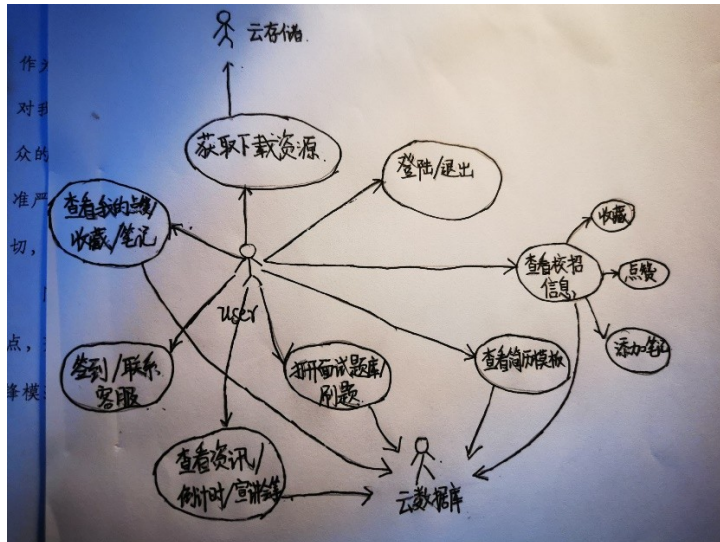 云存储
获取下载资源
登陆/退出
查看我的点赞/
收藏/笔记
收藏
查看校招
信息
点赞
添加笔记
user
签到/联系
客服
打开面试题库/
刷题
查看简历模板
查看资讯/
倒计时/宣讲会等
云数据库
作为
对我
众的
准严
切，
点，